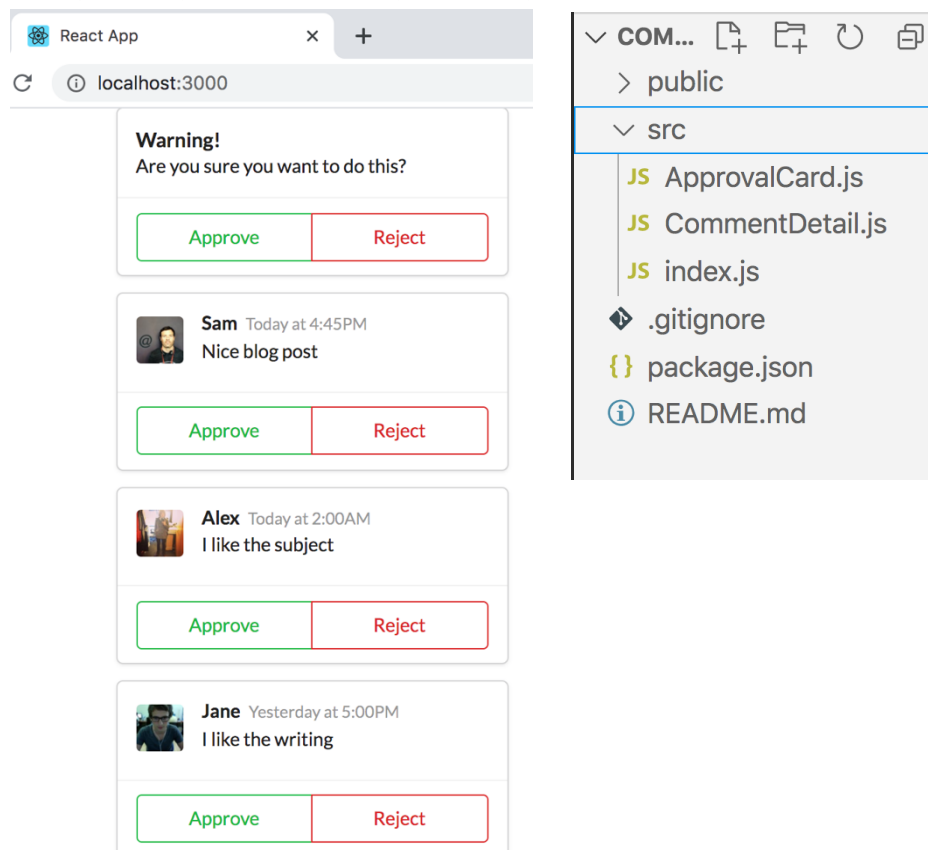 React App
localhost:3000
Warning!
Are you sure you want to do this?
Approve Reject
Sam Today at 4:45PM
Nice blog post
Approve Reject
Alex Today at 2:00AM
I like the subject
Approve Reject
Jane Yesterday at 5:00PM
I like the writing
Approve Reject
COM...
public
src
JS ApprovalCard.js
JS CommentDetail.js
JS index.js
.gitignore
{} package.json
README.md